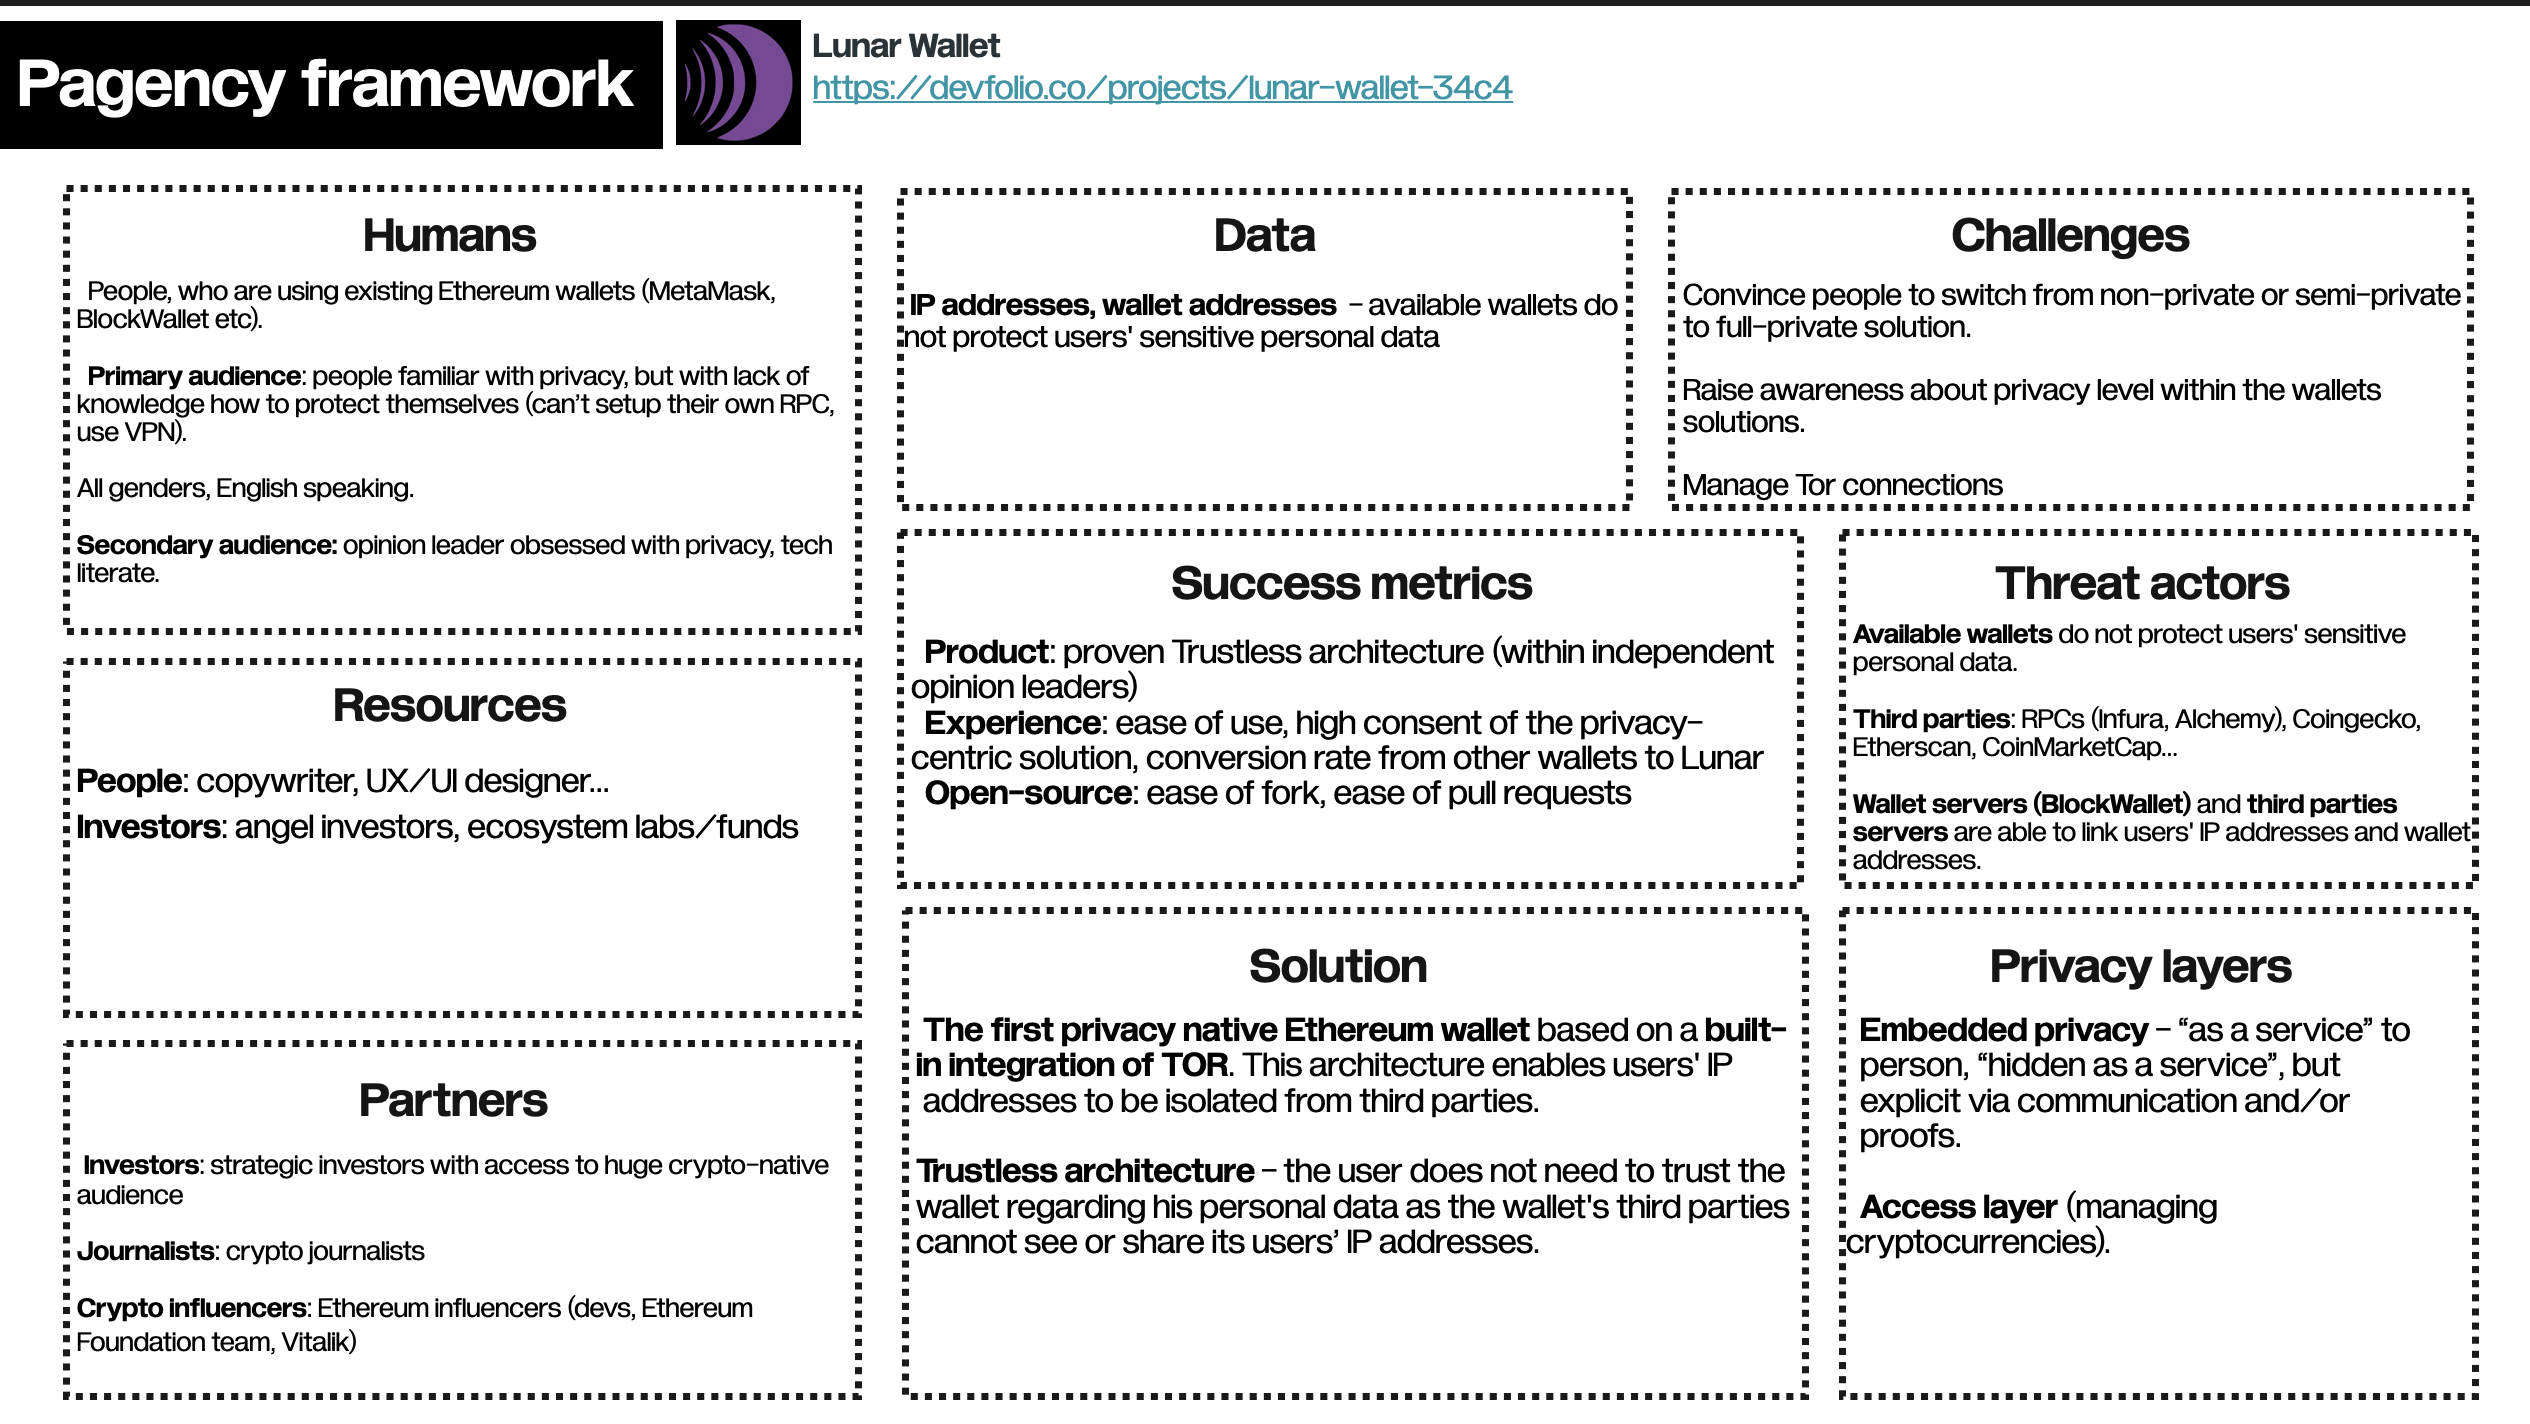 Pagency framework
Lunar Wallet
https://devfolio.co/projects/lunar-wallet-34c4
Humans
People, who are using existing Ethereum wallets (MetaMask,
BlockWallet etc).
Primary audience: people familiar with privacy, but with lack of
knowledge how to protect themselves (can’t setup their own RPC,
use VPN).
All genders, English speaking.
Secondary audience: opinion leader obsessed with privacy, tech
literate.
Resources
People: copywriter, UX/UI designer...
Investors: angel investors, ecosystem labs/funds
Partners
Investors: strategic investors with access to huge crypto-native
audience
Journalists: crypto journalists
Crypto influencers: Ethereum influencers (devs, Ethereum
Foundation team, Vitalik)
Data
IP addresses, wallet addresses - available wallets do
not protect users' sensitive personal data
Challenges
Convince people to switch from non-private or semi-private
to full-private solution.
Raise awareness about privacy level within the wallets
solutions.
Manage Tor connections
Success metrics
Product: proven Trustless architecture (within independent
opinion leaders)
Experience: ease of use, high consent of the privacy-
centric solution, conversion rate from other wallets to Lunar
Open-source: ease of fork, ease of pull requests
Threat actors
Available wallets do not protect users' sensitive
personal data.
Third parties: RPCs (Infura, Alchemy), Coingecko,
Etherscan, CoinMarketCap...
Wallet servers (BlockWallet) and third parties
servers are able to link users' IP addresses and wallet
addresses.
Solution
The first privacy native Ethereum wallet based on a built-
in integration of TOR. This architecture enables users' IP
addresses to be isolated from third parties.
Trustless architecture - the user does not need to trust the
wallet regarding his personal data as the wallet's third parties
cannot see or share its users’ IP addresses.
Privacy layers
Embedded privacy - “as a service” to
person, “hidden as a service”, but
explicit via communication and/or
proofs.
Access layer (managing
cryptocurrencies).